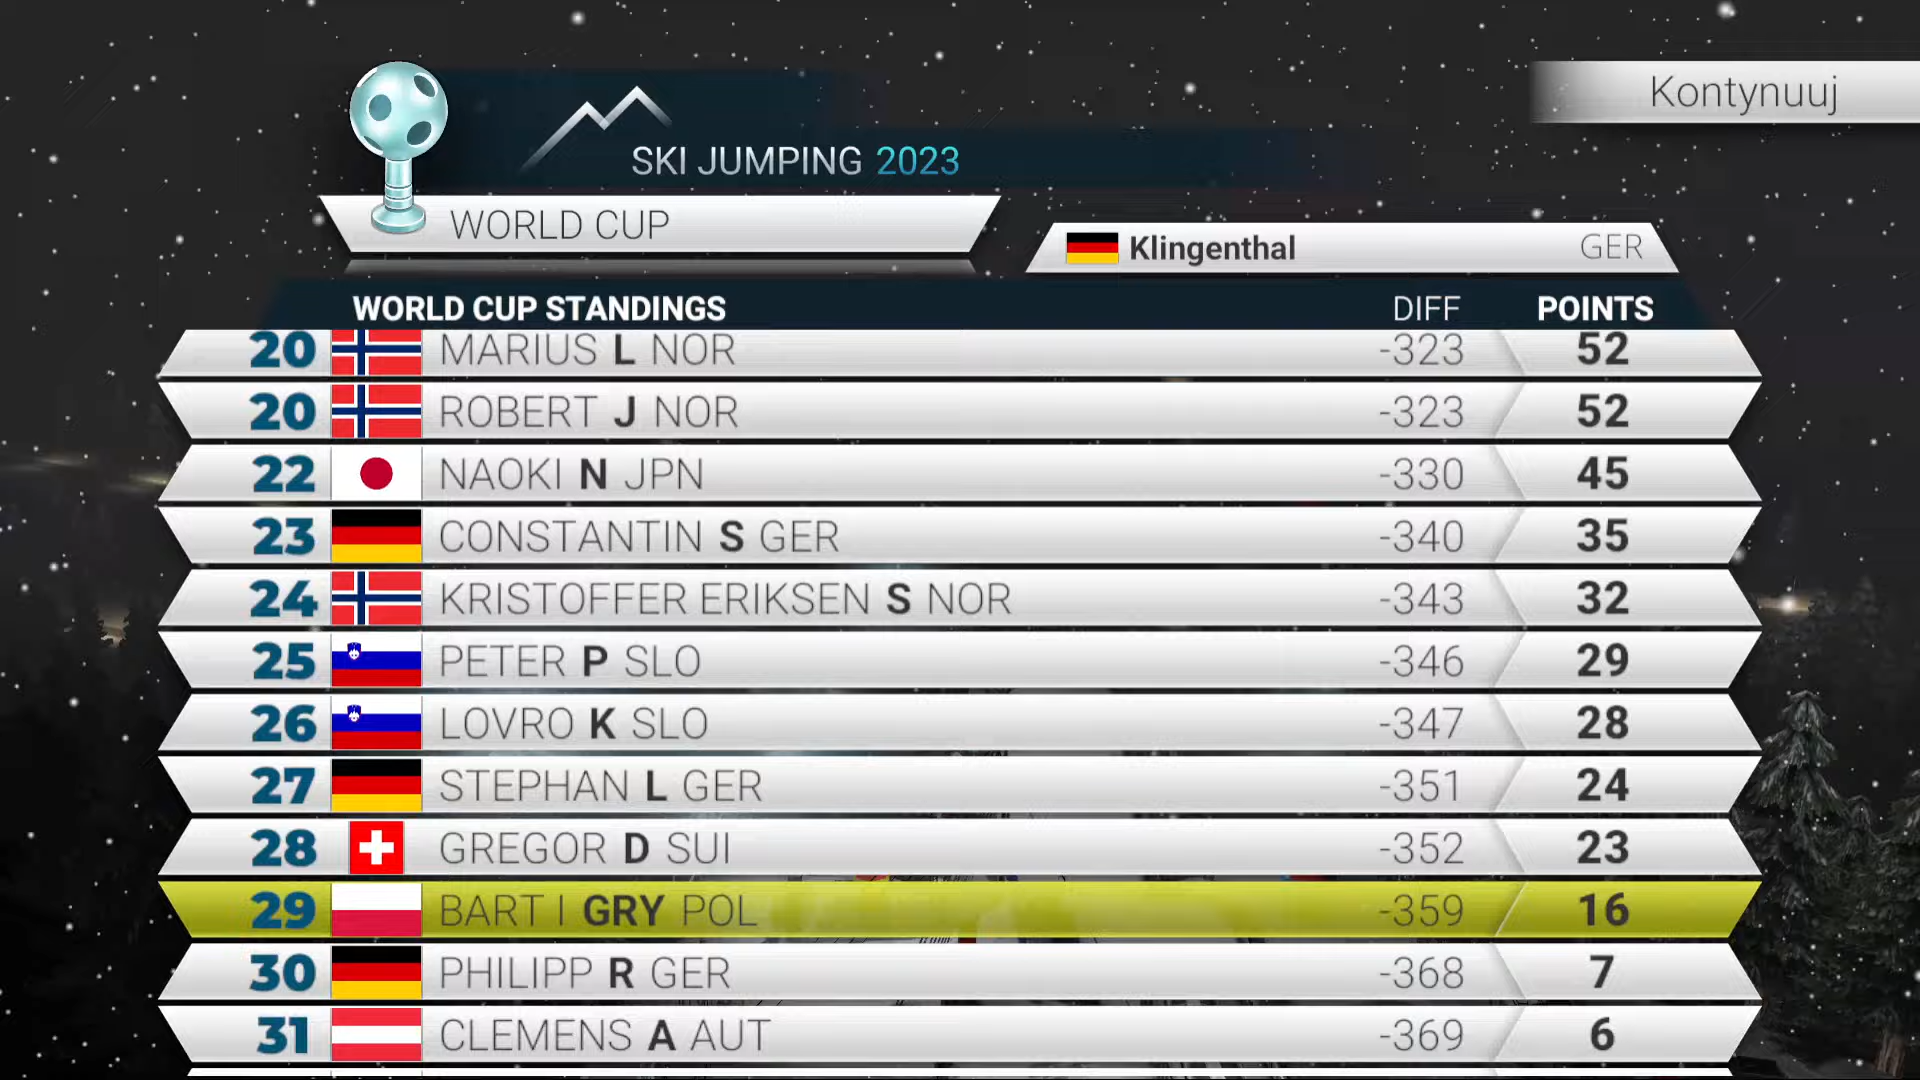 Kontynuuj
SKI JUMPING 2023
WORLD CUP
Klingenthal GER
WORLD CUP STANDINGS DIFF POINTS
20 MARIUS L NOR -323 52
20 ROBERT J NOR -323 52
22 NAOKI N JPN -330 45
23 CONSTANTIN S GER -340 35
24 KRISTOFFER ERIKSEN S NOR -343 32
25 PETER P SLO -346 29
26 LOVRO K SLO -347 28
27 STEPHAN L GER -351 24
28 GREGOR D SUI -352 23
29 BART I GRY POL -359 16
30 PHILIPP R GER -368 7
31 CLEMENS A AUT -369 6